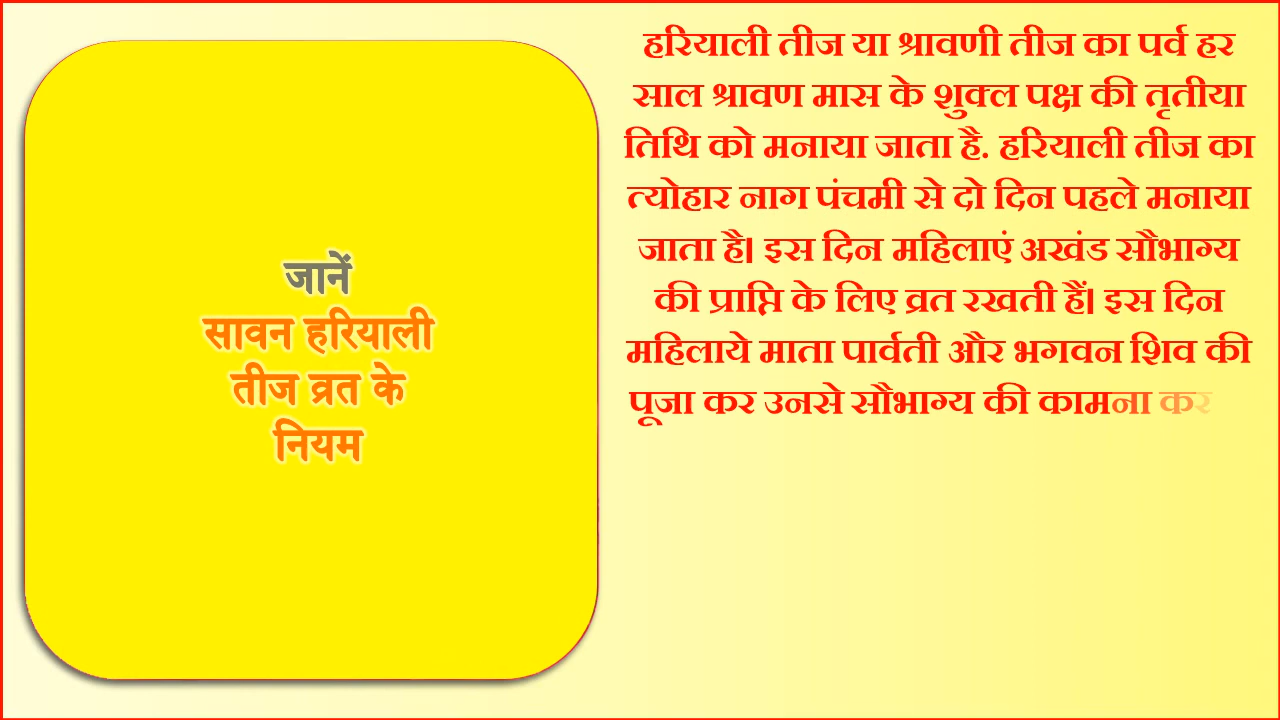 जानें
सावन हरियाली
तीज व्रत के
नियम
हरियाली तीज या श्रावणी तीज का पर्व हर
साल श्रावण मास के शुक्ल पक्ष की तृतीया
तिथि को मनाया जाता है. हरियाली तीज का
त्योहार नाग पंचमी से दो दिन पहले मनाया
जाता है। इस दिन महिलाएं अखंड सौभाग्य
की प्राप्ति के लिए व्रत रखती हैं। इस दिन
महिलाये माता पार्वती और भगवन शिव की
पूजा कर उनसे सौभाग्य की कामना कर